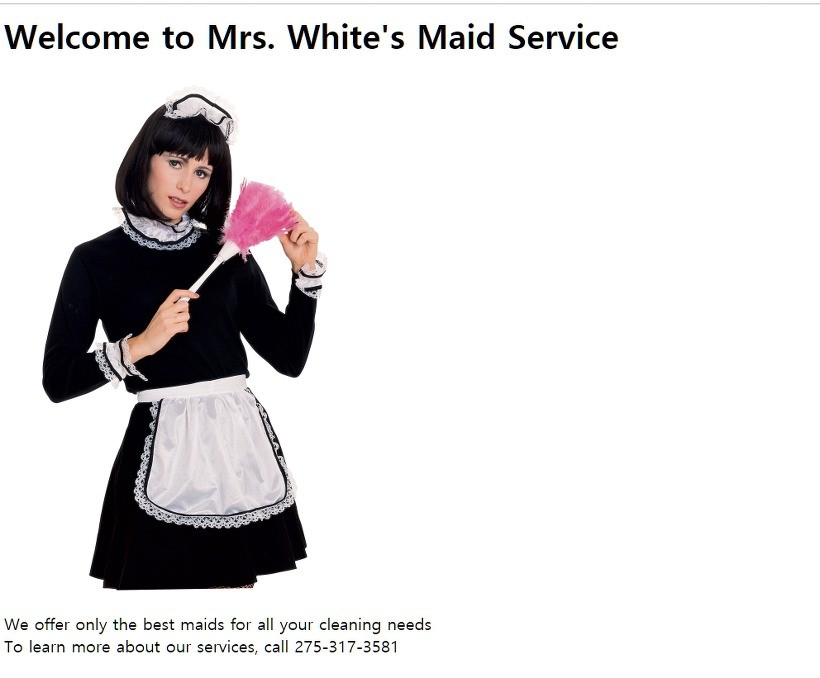 Welcome to Mrs. White's Maid Service
We offer only the best maids for all your cleaning needs
To learn more about our services, call 275-317-3581